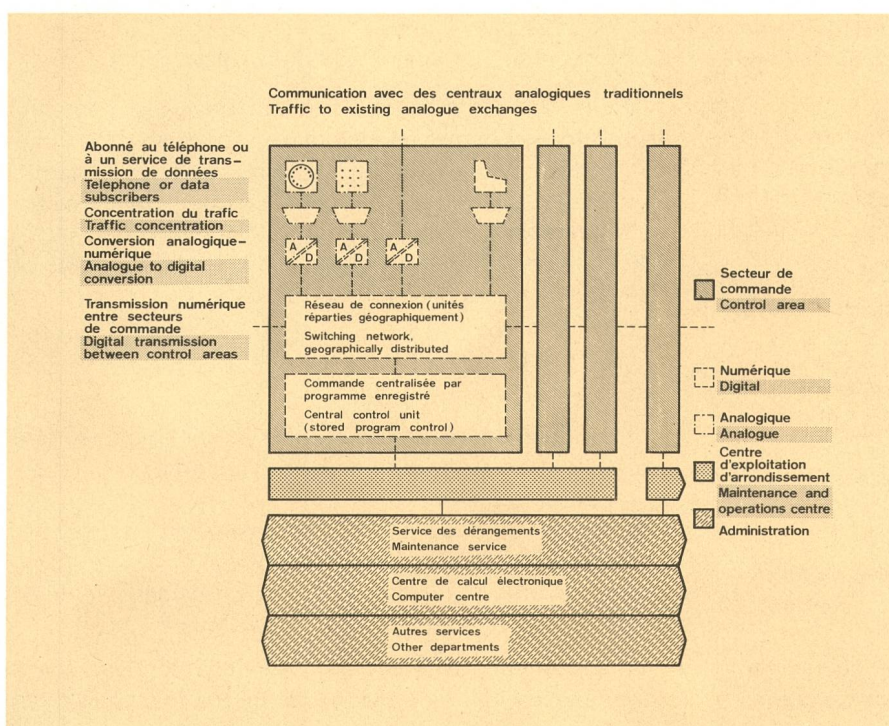 Communication avec des centraux analogiques traditionnels
Traffic to existing analogue exchanges
Abonné au téléphone ou
à un service de trans-
mission de données
Telephone or data
subscribers
Concentration du trafic
Traffic concentration
Conversion analogique-
numérique
Analogue to digital
conversion
Transmission numérique
entre secteurs
de commande
Digital transmission
between control areas
A
D
A
D
A
D
Réseau de connexion (unités
réparties géographiquement)
Switching network,
geographically distributed
Commande centralisée par
programme enregistré
Central control unit
(stored program control)
Secteur de
commande
Control area
Numérique
Digital
Analogique
Analogue
Centre
d'exploitation
d'arrondissement
Maintenance and
operations centre
Administration
Service des dérangements
Maintenance service
Centre de calcul électronique
Computer centre
Autres services
Other departments